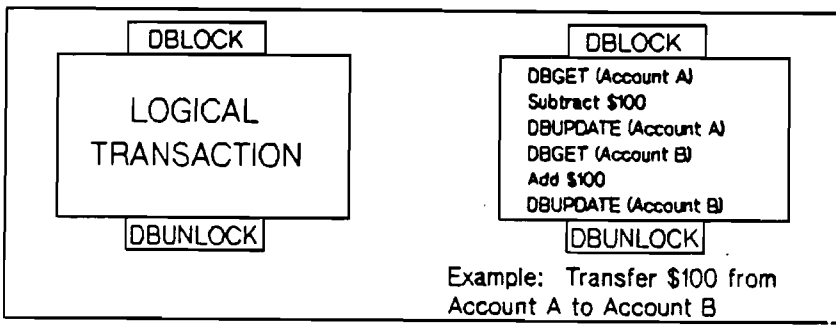 DBLOCK
LOGICAL
TRANSACTION
DBUNLOCK
DBLOCK
DBGET (Account A)
Subtract $100
DBUPDATE (Account A)
DBGET (Account B)
Add $100
DBUPDATE (Account B)
DBUNLOCK
Example: Transfer $100 from
Account A to Account B